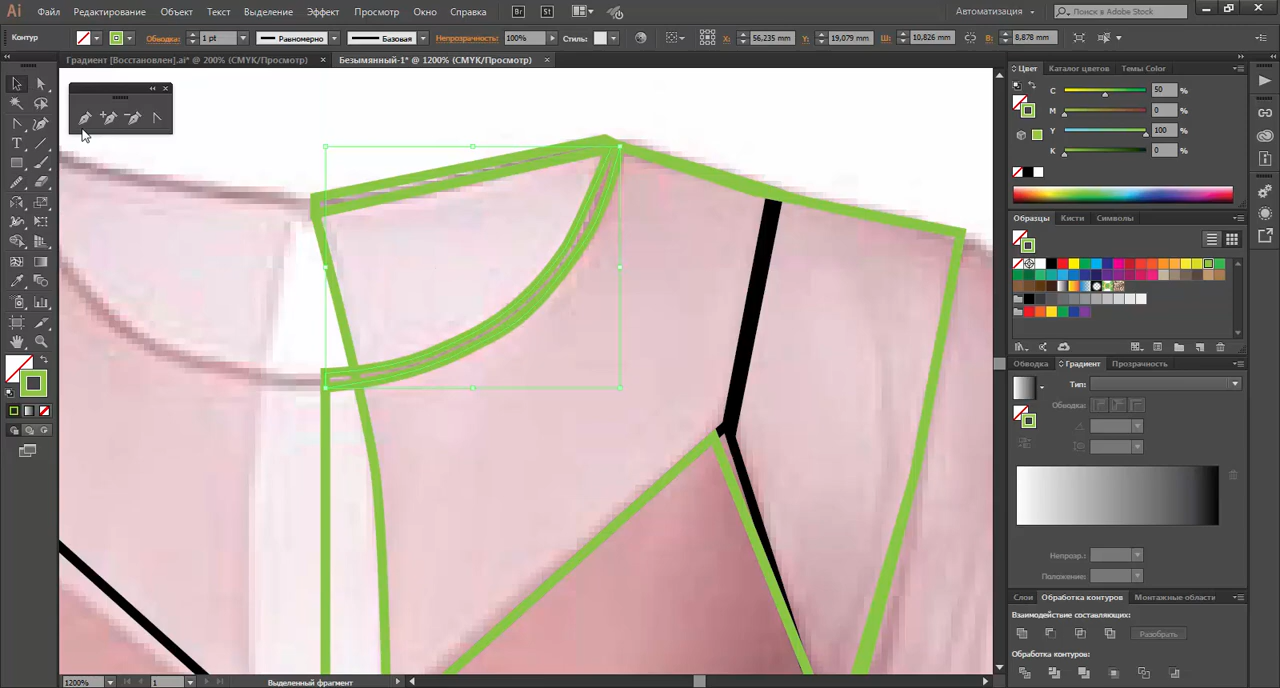 Ai Файл Редактирование Объект Текст Выделение Эффект Просмотр Окно Справка Br St Автоматизация Поиск в Adobe Stock
Контур Обводка: 1 pt Равномерно Базовая Непрозрачность: 100% Стиль: X: 56,235 mm Y: 19,079 mm Ш: 10,826 mm В: 8,878 mm
Градиент [Восстановлен].ai* @ 200% (CMYK/Просмотр) × Безымянный-1* @ 1200% (CMYK/Просмотр) ×
Цвет Каталог цветов Темы Color
C 50 %
M 0 %
Y 100 %
K 0 %
Образцы Кисти Символы
Обводка Градиент Прозрачность
Тип:
Обводка:
Непрозр.:
Положение:
Слои Обработка контуров Монтажные области
Взаимодействие составляющих:
Разобрать
Обработка контуров:
1200% 1 Выделенный фрагмент